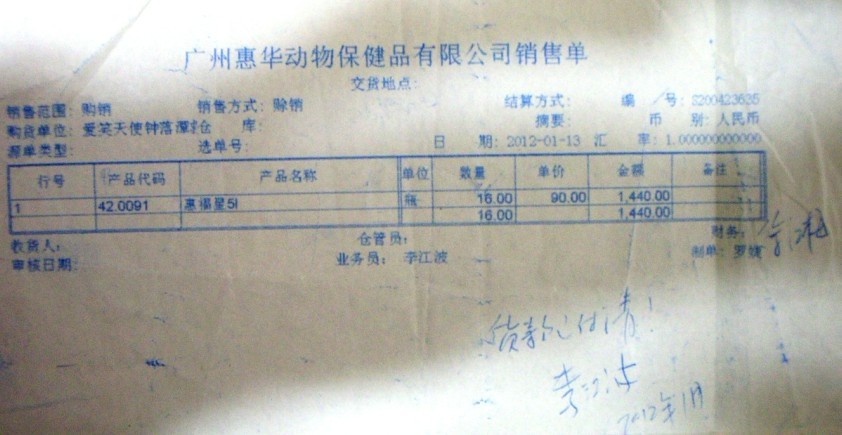 广州惠华动物保健品有限公司销售单
交货地点:
结算方式: 编 号: S200423635
销售范围: 购销 销售方式: 赊销 摘要: 币 别: 人民币
购货单位: 爱芙天使钟落潭 仓 库:
日 期: 2012-01-13 汇 率: 1.000000000000
源单类型: 选单号:
行号 产品代码 产品名称 单位 数量 单价 金额 备注
1 42.0091 惠福星5l 瓶 16.00 90.00 1,440.00
16.00 1,440.00
收货人: 仓管员: 财务:
审核日期: 业务员: 李江波 制单: 罗
货款已付清!
李江波
2012年1月